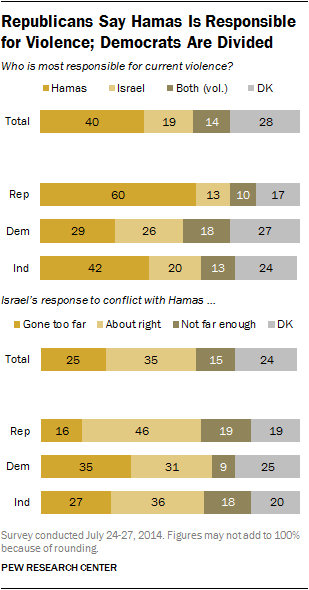 Republicans Say Hamas Is Responsible
for Violence; Democrats Are Divided
Who is most responsible for current violence?
Hamas Israel Both (vol.) DK
Total 40 19 14 28
Rep 60 13 10 17
Dem 29 26 18 27
Ind 42 20 13 24
Israel's response to conflict with Hamas ...
Gone too far About right Not far enough DK
Total 25 35 15 24
Rep 16 46 19 19
Dem 35 31 9 25
Ind 27 36 18 20
Survey conducted July 24-27, 2014. Figures may not add to 100%
because of rounding.
PEW RESEARCH CENTER